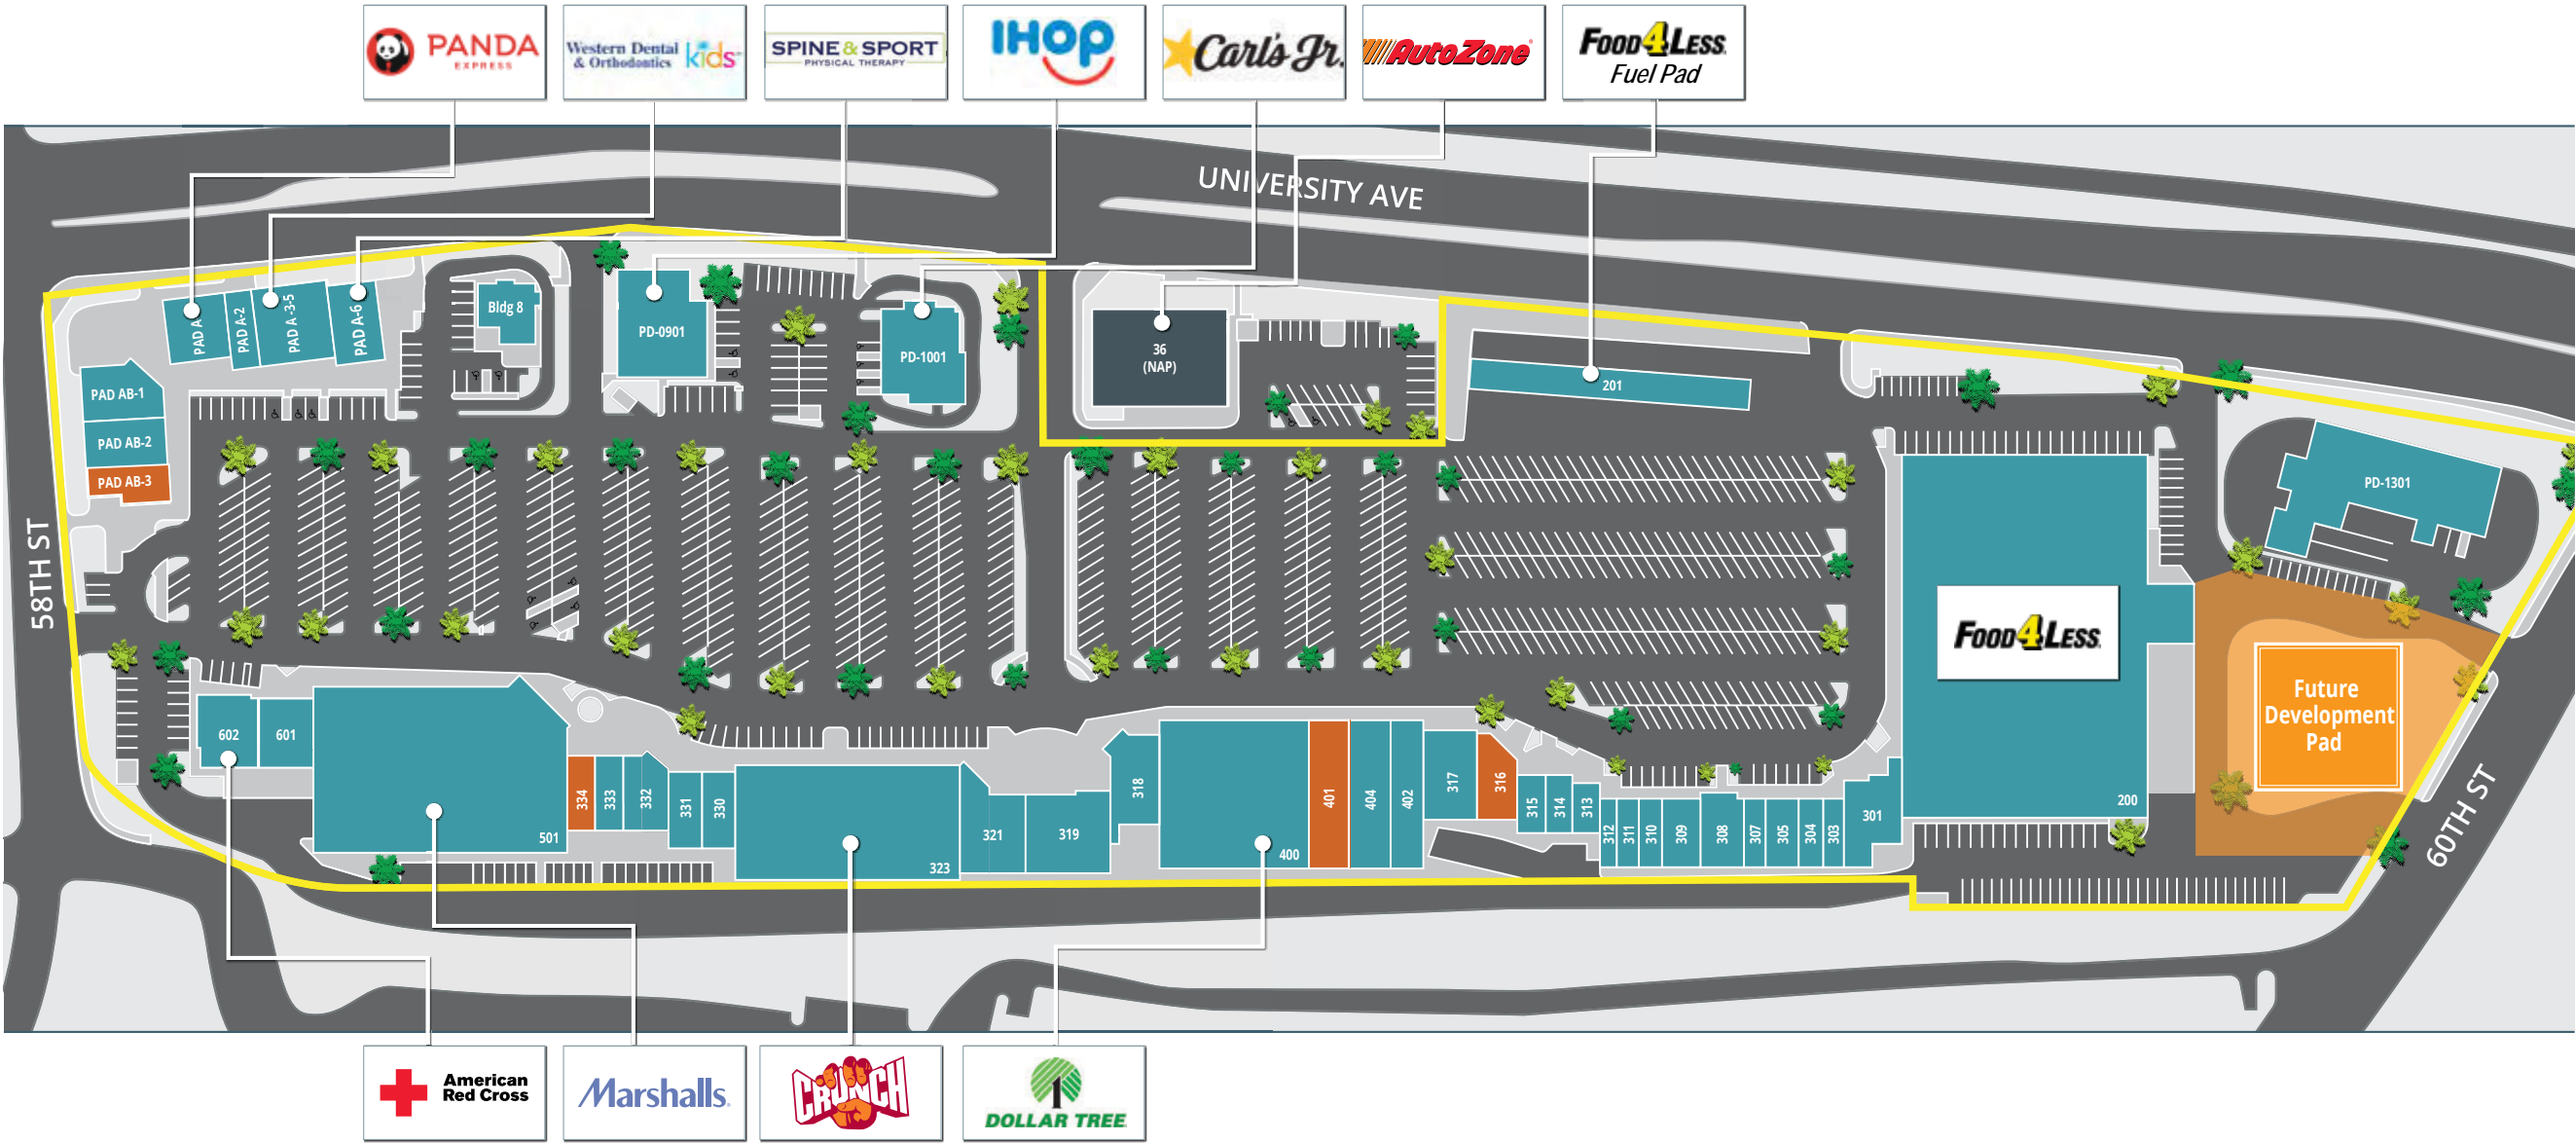 PANDA
EXPRESS
Western Dental
& Orthodontics
kids
SPINE & SPORT
PHYSICAL THERAPY
IHOP
Carl's Jr.
AutoZone
FOOD 4 LESS
Fuel Pad
UNIVERSITY AVE
58TH ST
60TH ST
PAD A
PAD A-2
PAD A-3-5
PAD A-6
Bldg 8
PD-0901
PD-1001
36
(NAP)
201
PAD AB-1
PAD AB-2
PAD AB-3
PD-1301
FOOD 4 LESS
200
Future
Development
Pad
602
601
501
334
333
332
331
330
323
321
319
318
400
401
404
402
317
316
315
314
313
312
311
310
309
308
307
305
304
303
301
American
Red Cross
Marshalls
CRUNCH
DOLLAR TREE